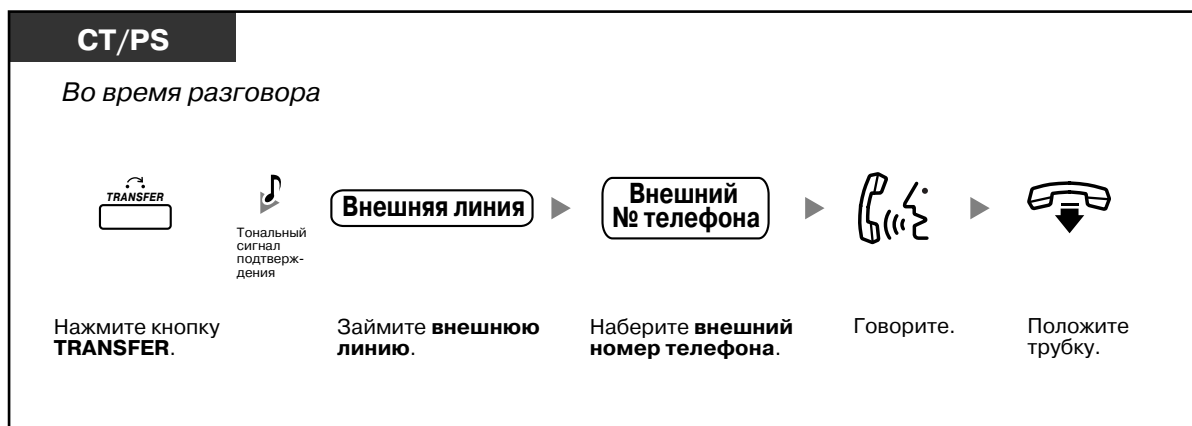 CT/PS
Во время разговора
TRANSFER
Тональный
сигнал
подтверж-
дения
Внешняя линия
Внешний
№ телефона
Нажмите кнопку
TRANSFER.
Займите внешнюю
линию.
Наберите внешний
номер телефона.
Говорите.
Положите
трубку.